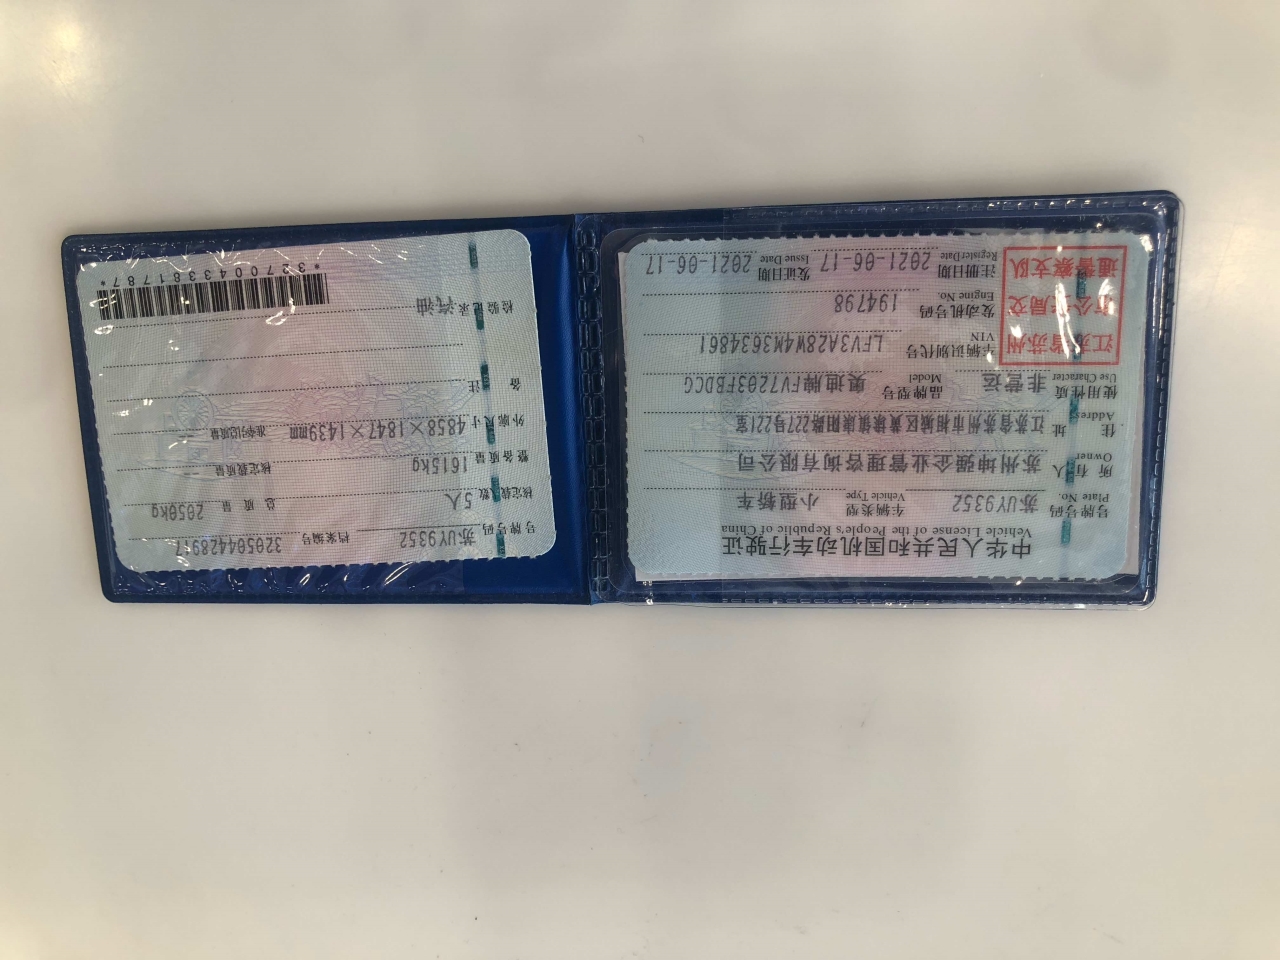 中华人民共和国机动车行驶证
Vehicle License of the People's Republic of China
号牌号码 苏UY9352 车辆类型 小型轿车
Plate No. Vehicle Type
所有人 苏州坤强企业管理咨询有限公司
Owner
住址 江苏省苏州市相城区黄埭镇康阳路227号221室
Address
使用性质 非营运 品牌型号 奥迪牌FV7203FBDCG
Use Character Model
江苏省苏州市公安局交通警察支队
车辆识别代号 LFV3A28W4M3634861
VIN
发动机号码 194798
Engine No.
注册日期 2021-06-17 发证日期 2021-06-17
Register Date Issue Date
号牌号码 苏UY9352 档案编号 320504428917
核定载人数 5人 总质量 2050kg
整备质量 1615kg 核定载质量 --
外廓尺寸 4858×1847×1439mm 准牵引总质量 --
备注
检验记录 汽油
*3270043381787*